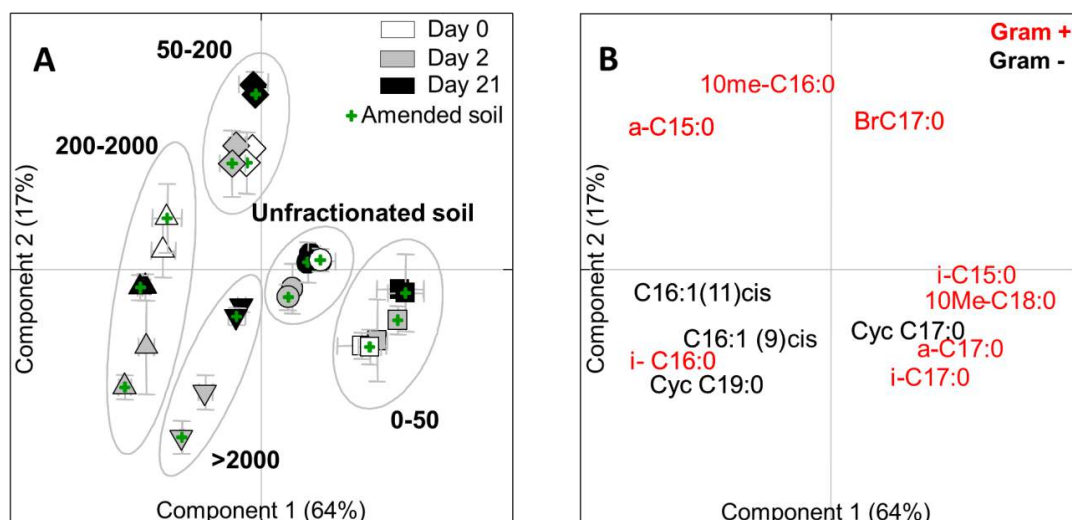 A
50-200
Day 0
Day 2
Day 21
+Amended soil
200-2000
Unfractionated soil
0-50
>2000
Component 2 (17%)
Component 1 (64%)
B
Gram +
Gram -
10me-C16:0
a-C15:0
BrC17:0
i-C15:0
C16:1(11)cis
10Me-C18:0
C16:1 (9)cis
Cyc C17:0
i- C16:0
a-C17:0
Cyc C19:0
i-C17:0
Component 2 (17%)
Component 1 (64%)